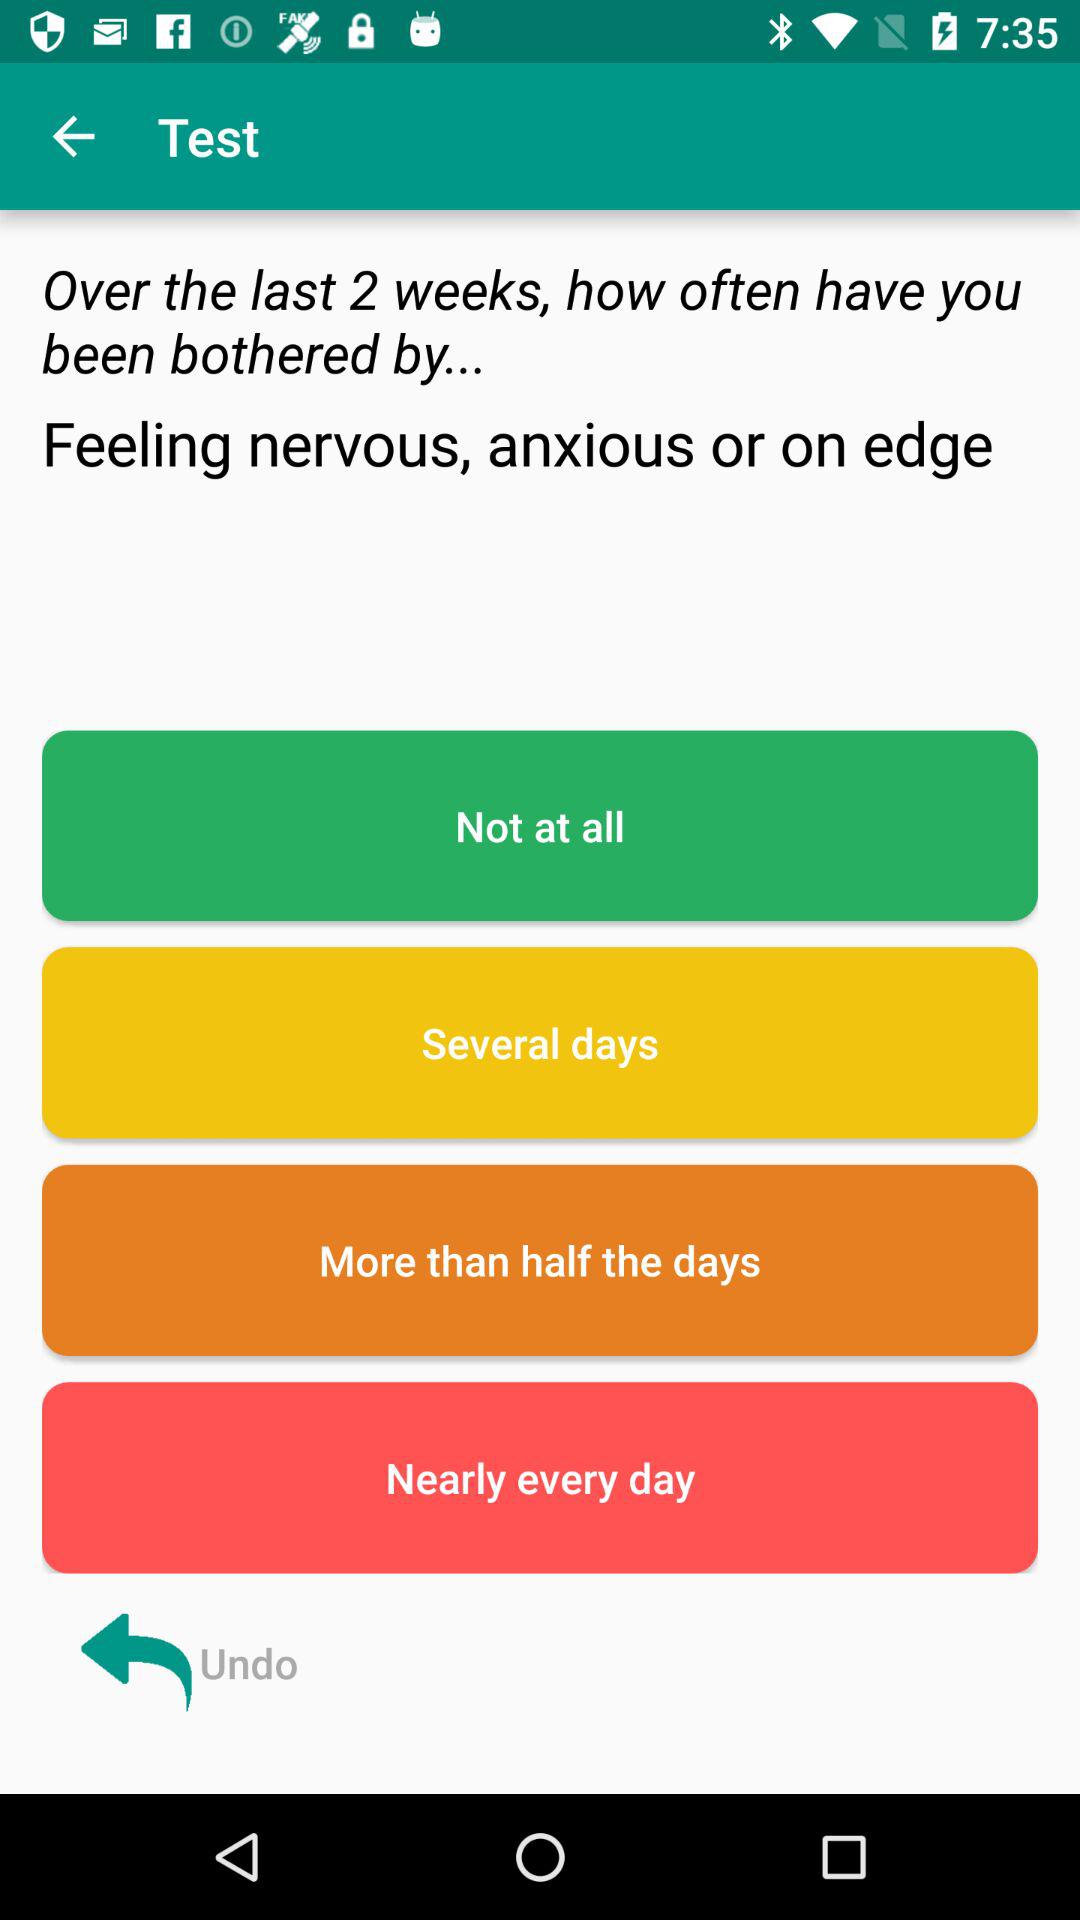 FAKE
7:35
Test
Over the last 2 weeks, how often have you
been bothered by...
Feeling nervous, anxious or on edge
Not at all
Several days
More than half the days
Nearly every day
Undo